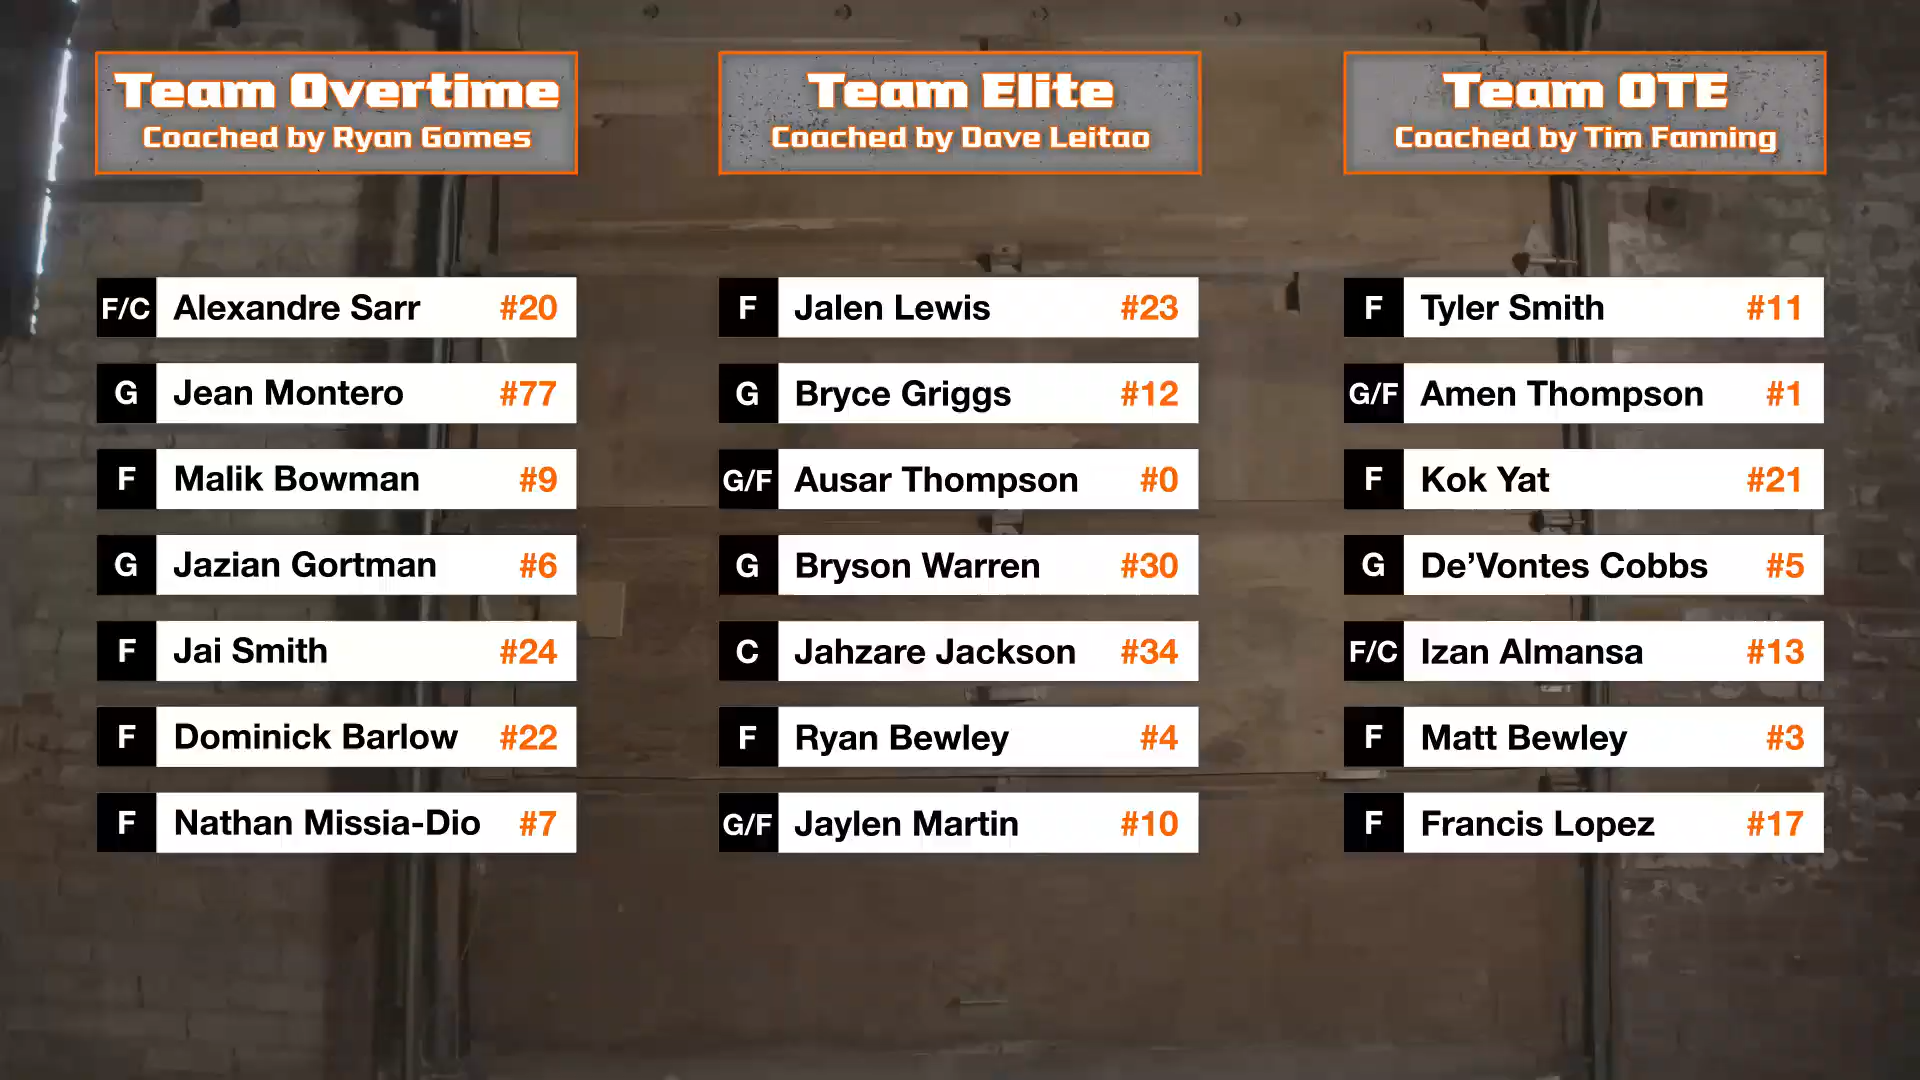 Team Overtime
Coached by Ryan Gomes
F/C Alexandre Sarr #20
G Jean Montero #77
F Malik Bowman #9
G Jazian Gortman #6
F Jai Smith #24
F Dominick Barlow #22
F Nathan Missia-Dio #7
Team Elite
Coached by Dave Leitao
F Jalen Lewis #23
G Bryce Griggs #12
G/F Ausar Thompson #0
G Bryson Warren #30
C Jahzare Jackson #34
F Ryan Bewley #4
G/F Jaylen Martin #10
Team OTE
Coached by Tim Fanning
F Tyler Smith #11
G/F Amen Thompson #1
F Kok Yat #21
G De’Vontes Cobbs #5
F/C Izan Almansa #13
F Matt Bewley #3
F Francis Lopez #17